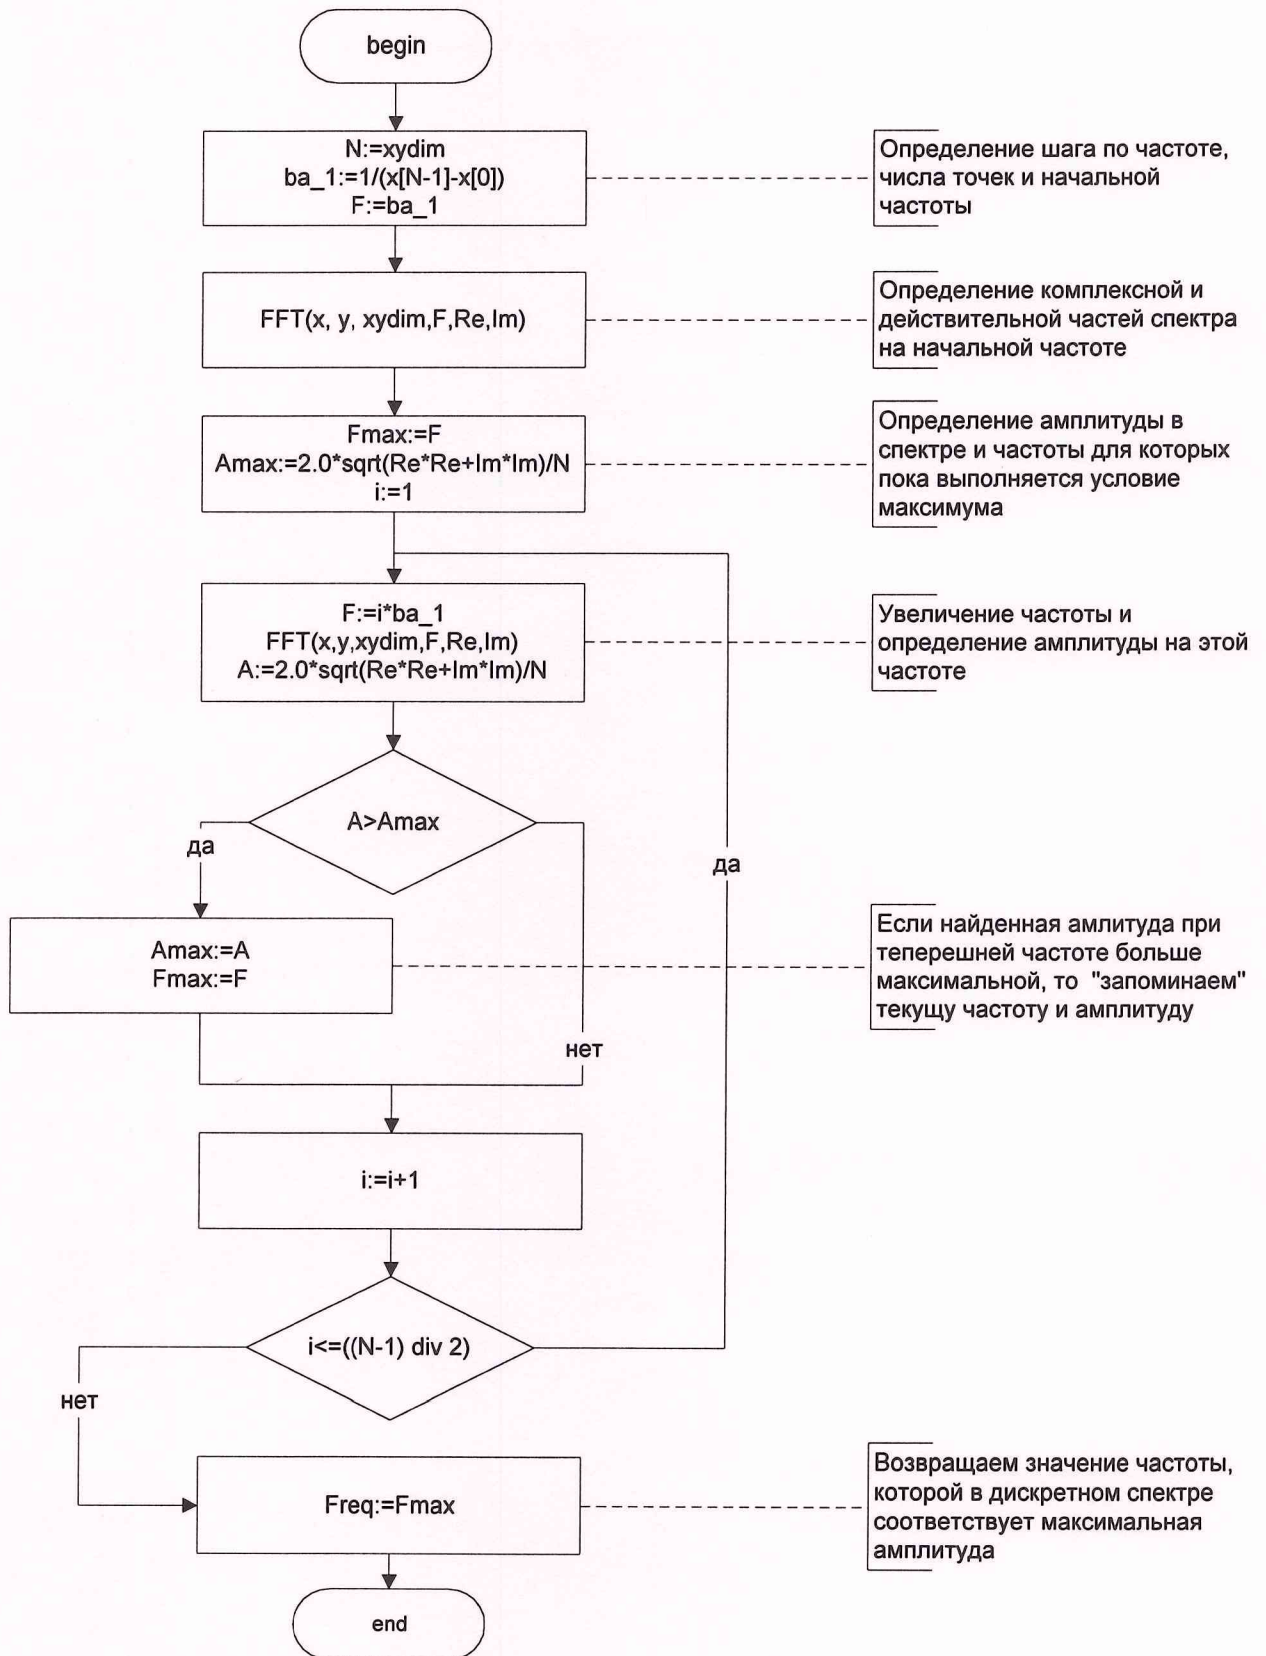 begin
N:=xydim
ba_1:=1/(x[N-1]-x[0])
F:=ba_1
Определение шага по частоте,
числа точек и начальной
частоты
FFT(x, y, xydim,F,Re,Im)
Определение комплексной и
действительной частей спектра
на начальной частоте
Fmax:=F
Amax:=2.0*sqrt(Re*Re+Im*Im)/N
i:=1
Определение амплитуды в
спектре и частоты для которых
пока выполняется условие
максимума
F:=i*ba_1
FFT(x,y,xydim,F,Re,Im)
A:=2.0*sqrt(Re*Re+Im*Im)/N
Увеличение частоты и
определение амплитуды на этой
частоте
A>Amax
да
да
Amax:=A
Fmax:=F
Если найденная амлитуда при
теперешней частоте больше
максимальной, то "запоминаем"
текущу частоту и амплитуду
нет
i:=i+1
i<=((N-1) div 2)
нет
Freq:=Fmax
Возвращаем значение частоты,
которой в дискретном спектре
соответствует максимальная
амплитуда
end